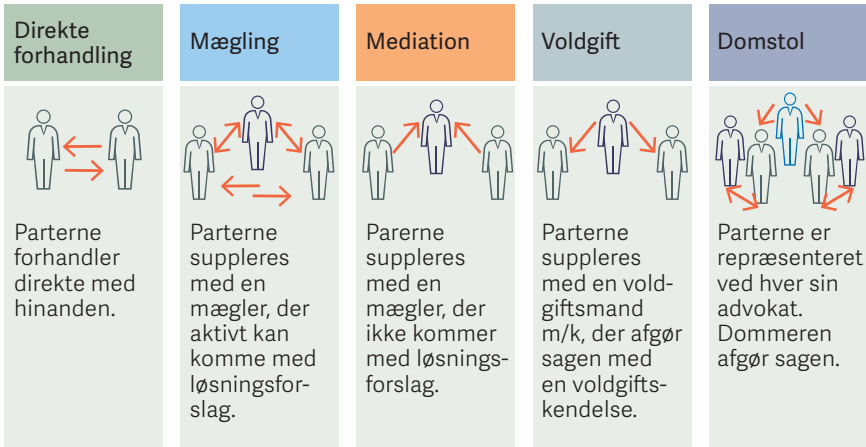 Direkte
forhandling
Mægling
Mediation
Voldgift
Domstol
Parterne
forhandler
direkte med
hinanden.
Parterne
suppleres
med en
mægler, der
aktivt kan
komme med
løsningsfor-
slag.
Parerne
suppleres
med en
mægler, der
ikke kommer
med løsnings-
forslag.
Parterne
suppleres
med en vold-
giftsmand
m/k, der afgør
sagen med
en voldgifts-
kendelse.
Parterne er
repræsenteret
ved hver sin
advokat.
Dommeren
afgør sagen.